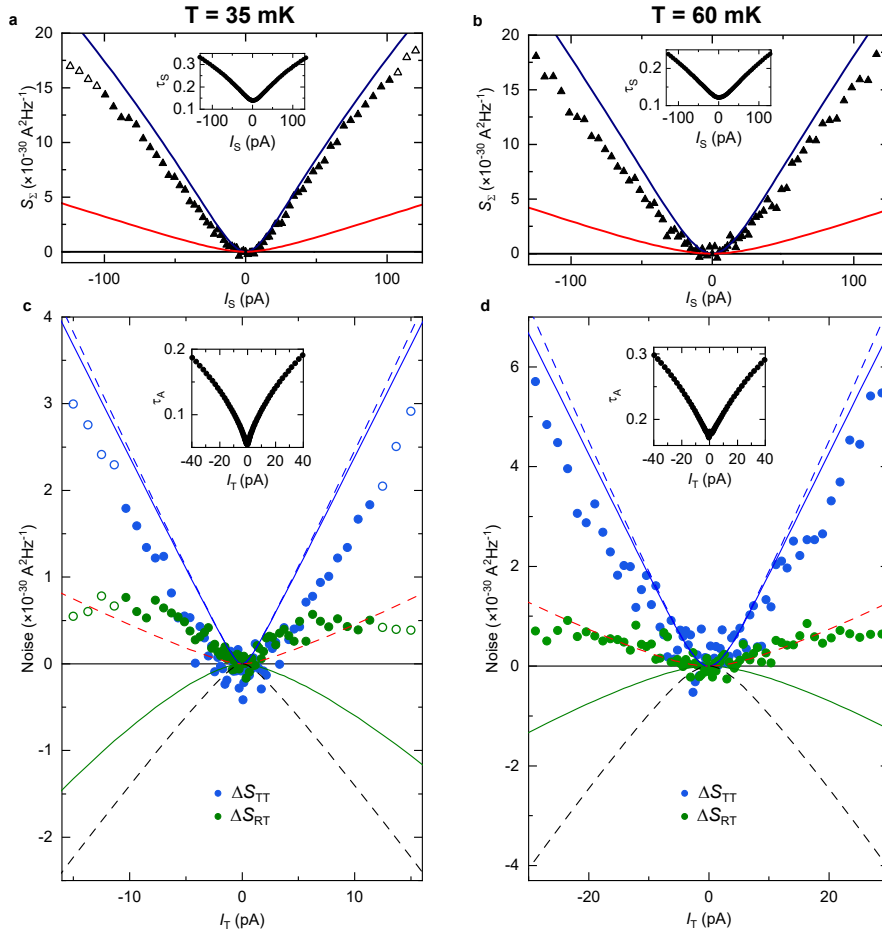 T = 35 mK
T = 60 mK
a
20
15
10
5
0
S_Σ (×10⁻³⁰ A²Hz⁻¹)
-100
0
100
I_S (pA)
0.3
0.2
0.1
τ_S
-100
0
100
I_S (pA)
b
20
15
10
5
0
S_Σ (×10⁻³⁰ A²Hz⁻¹)
-100
0
100
I_S (pA)
0.2
0.1
τ_S
-100
0
100
I_S (pA)
c
4
3
2
1
0
-1
-2
Noise (×10⁻³⁰ A²Hz⁻¹)
-10
0
10
I_T (pA)
0.2
0.1
τ_A
-40
-20
0
20
40
I_T (pA)
ΔS_TT
ΔS_RT
d
6
4
2
0
-2
-4
Noise (×10⁻³⁰ A²Hz⁻¹)
-20
0
20
I_T (pA)
0.3
0.2
τ_A
-40
-20
0
20
40
I_T (pA)
ΔS_TT
ΔS_RT